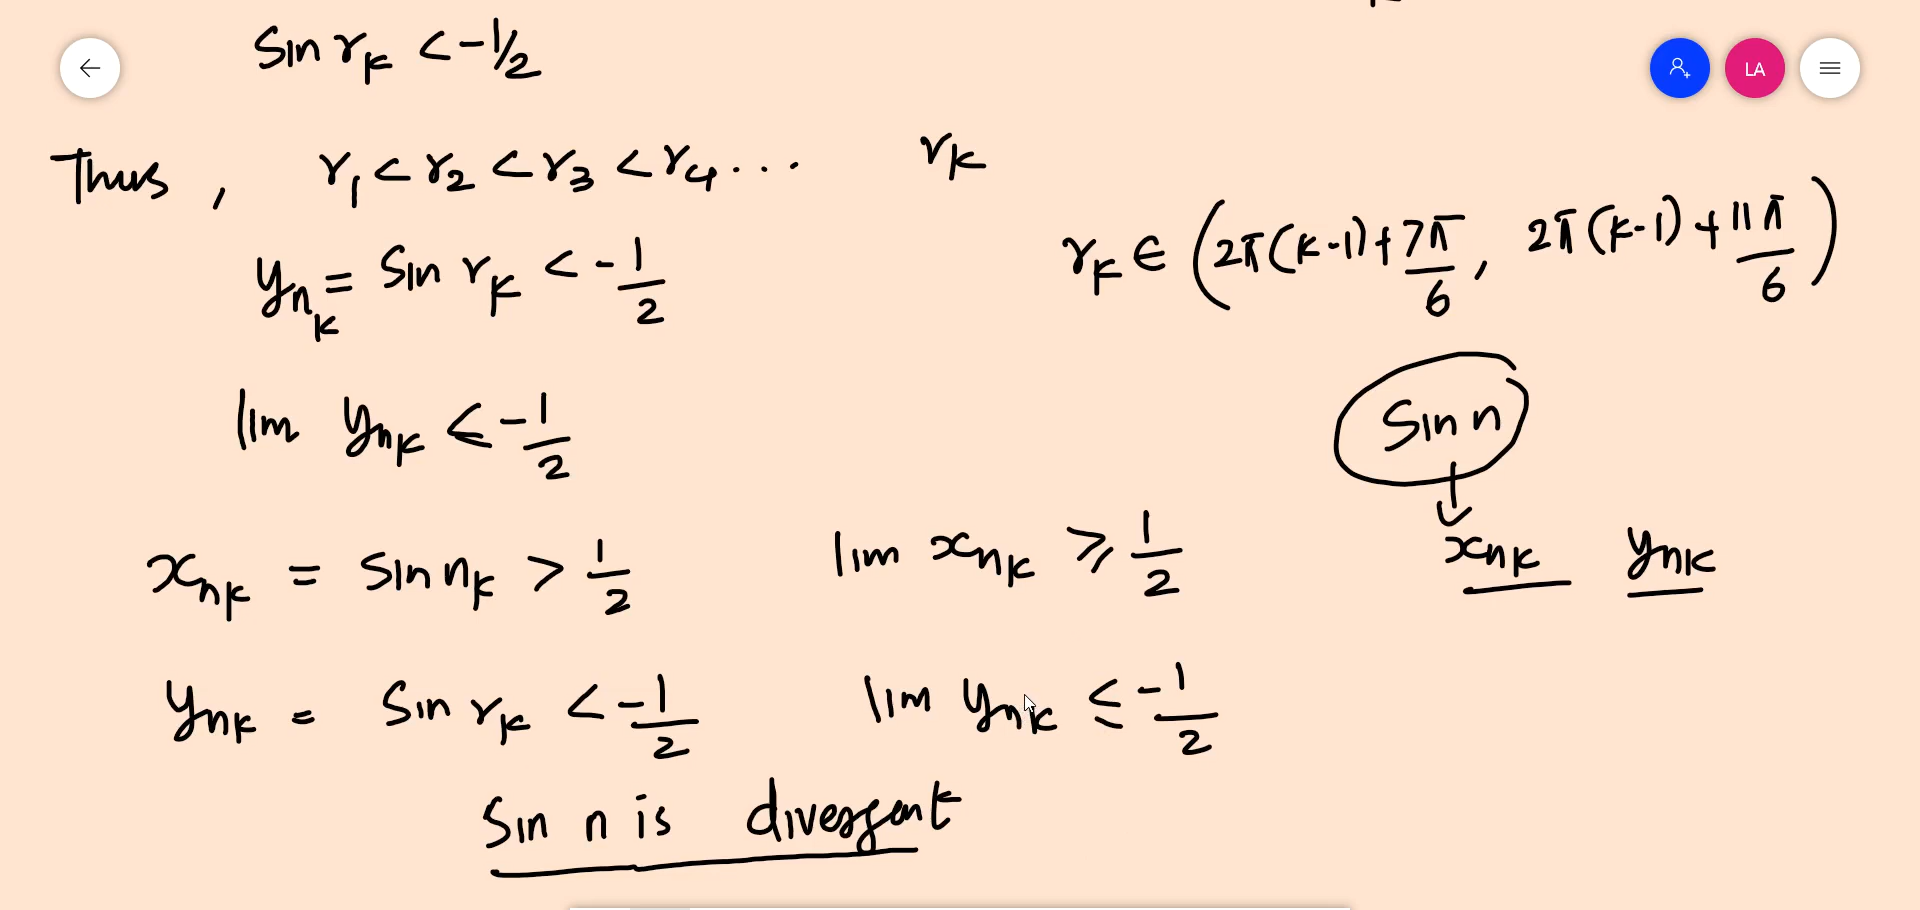 Sin r_k < -1/2
LA
Thus, r_1 < r_2 < r_3 < r_4 ... r_k
r_k ∈ (2π(k-1)+7π/6, 2π(k-1)+11π/6)
y_{n_k} = Sin r_k < -1/2
lim y_{n_k} ≤ -1/2
Sin n
x_{n_k} y_{n_k}
x_{n_k} = Sin n_k > 1/2 lim x_{n_k} ≥ 1/2
y_{n_k} = Sin r_k < -1/2 lim y_{n_k} ≤ -1/2
Sin n is divergent